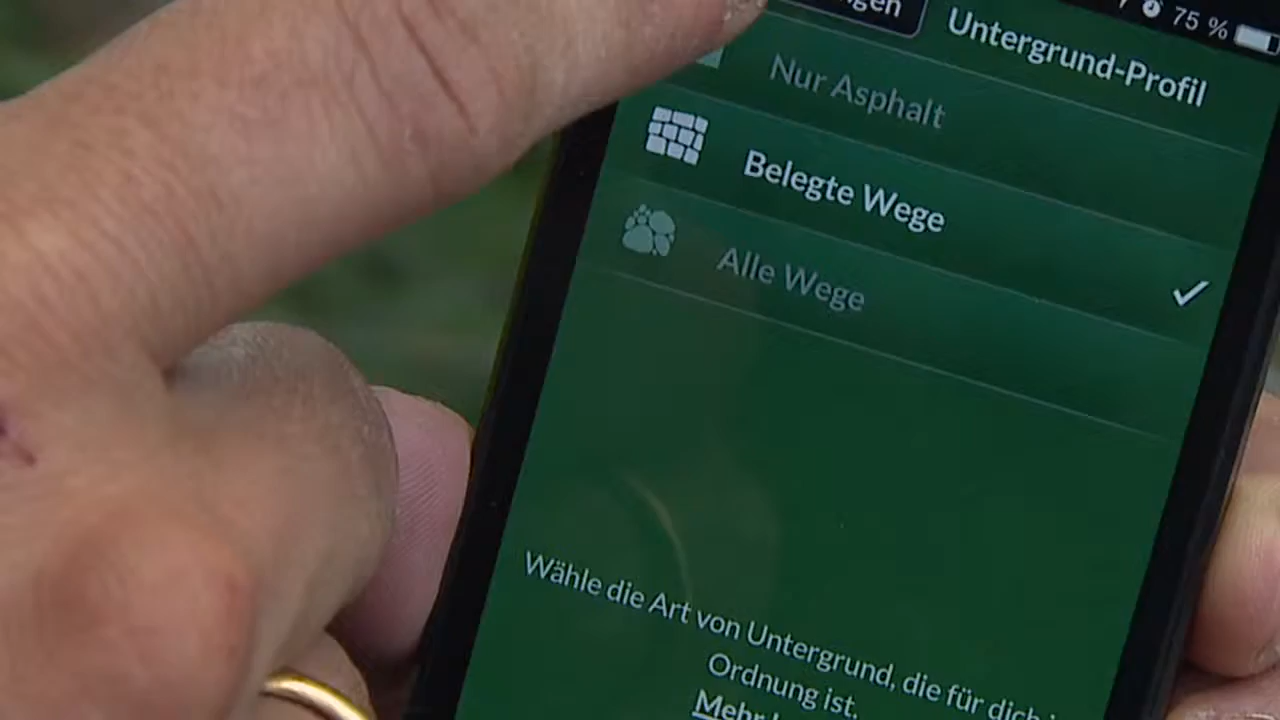 75 %
Untergrund-Profil
Nur Asphalt
Belegte Wege
Alle Wege
Wähle die Art von Untergrund, die für dich
Ordnung ist.
Mehr